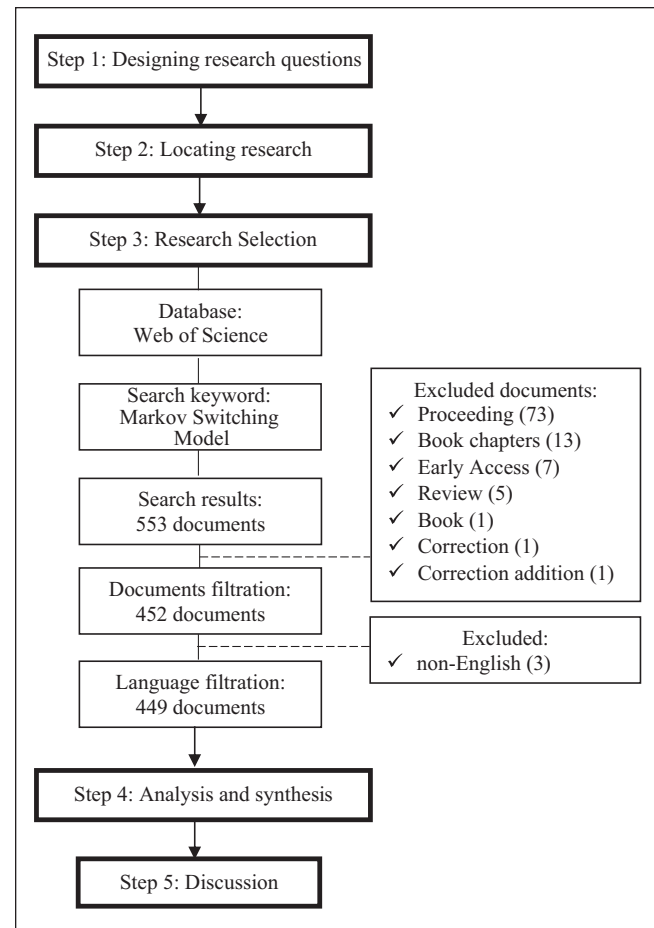 Step 1: Designing research questions
Step 2: Locating research
Step 3: Research Selection
Database:
Web of Science
Search keyword:
Markov Switching
Model
Search results:
553 documents
Excluded documents:
✓ Proceeding (73)
✓ Book chapters (13)
✓ Early Access (7)
✓ Review (5)
✓ Book (1)
✓ Correction (1)
✓ Correction addition (1)
Documents filtration:
452 documents
Excluded:
✓ non-English (3)
Language filtration:
449 documents
Step 4: Analysis and synthesis
Step 5: Discussion